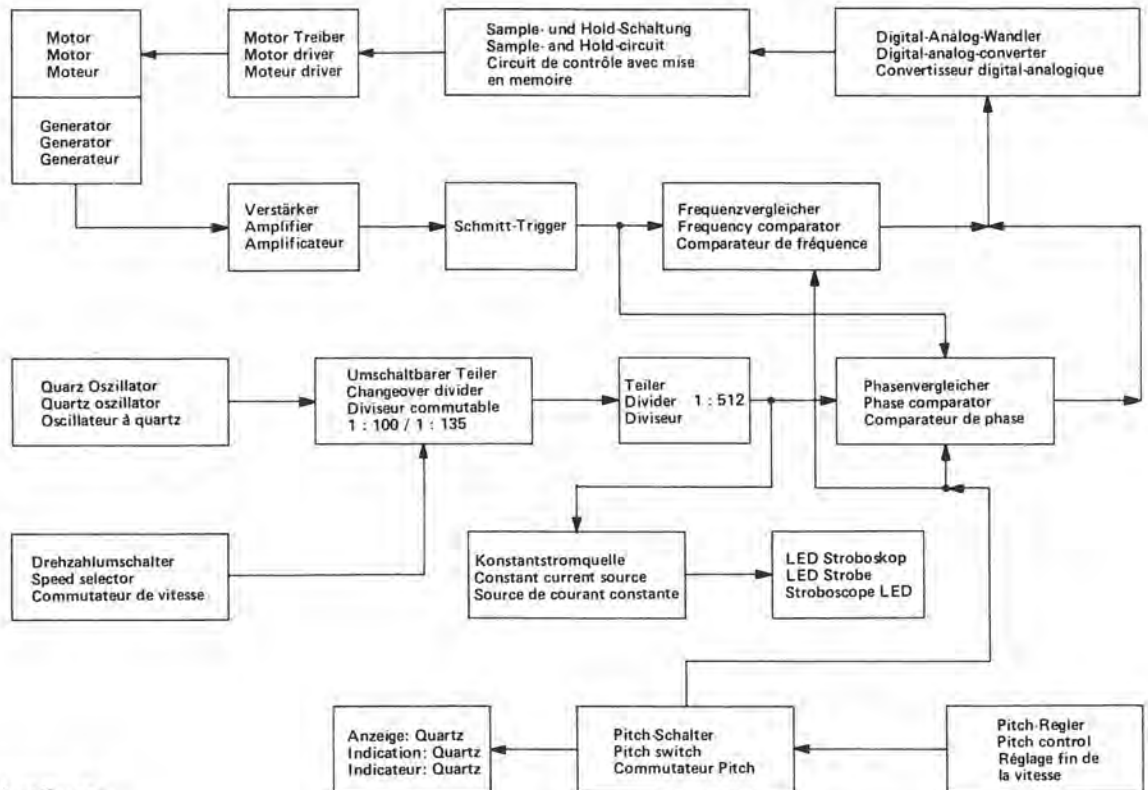 Motor
Motor
Moteur
Motor Treiber
Motor driver
Moteur driver
Sample- und Hold-Schaltung
Sample- and Hold-circuit
Circuit de contrôle avec mise
en memoire
Digital-Analog-Wandler
Digital-analog-converter
Convertisseur digital-analogique
Generator
Generator
Generateur
Verstärker
Amplifier
Amplificateur
Schmitt-Trigger
Frequenzvergleicher
Frequency comparator
Comparateur de fréquence
Quarz Oszillator
Quartz oszillator
Oscillateur à quartz
Umschaltbarer Teiler
Changeover divider
Diviseur commutable
1 : 100 / 1 : 135
Teiler
Divider 1 : 512
Diviseur
Phasenvergleicher
Phase comparator
Comparateur de phase
Drehzahlumschalter
Speed selector
Commutateur de vitesse
Konstantstromquelle
Constant current source
Source de courant constante
LED Stroboskop
LED Strobe
Stroboscope LED
Anzeige: Quartz
Indication: Quartz
Indicateur: Quartz
Pitch-Schalter
Pitch switch
Commutateur Pitch
Pitch-Regler
Pitch control
Réglage fin de
la vitesse